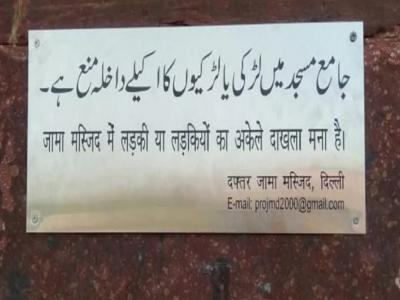 جامع مسجد میں لڑکی یا لڑکیوں کا اکیلے داخلہ منع ہے۔
जामा मस्जिद में लड़की या लड़कियों का अकेले दाखला मना है।
दफ्तर जामा मस्जिद, दिल्ली
E-mail: projmd2000@gmail.com